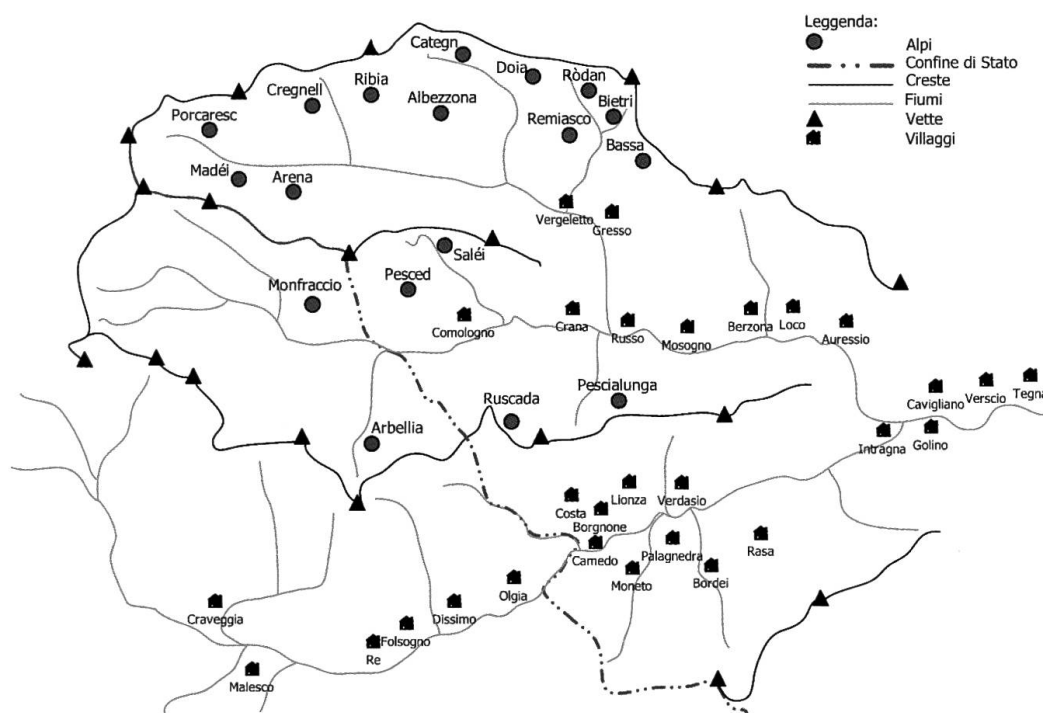 Leggenda:
Alpi
Confine di Stato
Creste
Fiumi
Vette
Villaggi
Categn
Doia
Ròdan
Ribia
Cregnell
Albezzona
Bietri
Porcaresc
Remiasco
Bassa
Madéi
Arena
Vergeletto
Gresso
Saléi
Pesced
Monfraccio
Comologno
Crana
Russo
Mosogno
Berzona
Loco
Auressio
Pescialunga
Ruscada
Cavigliano
Verscio
Tegna
Arbellia
Intragna
Golino
Costa
Lionza
Verdasio
Borgnone
Camedo
Palagnedra
Rasa
Moneto
Bordei
Olgia
Craveggia
Dissimo
Folsogno
Re
Malesco